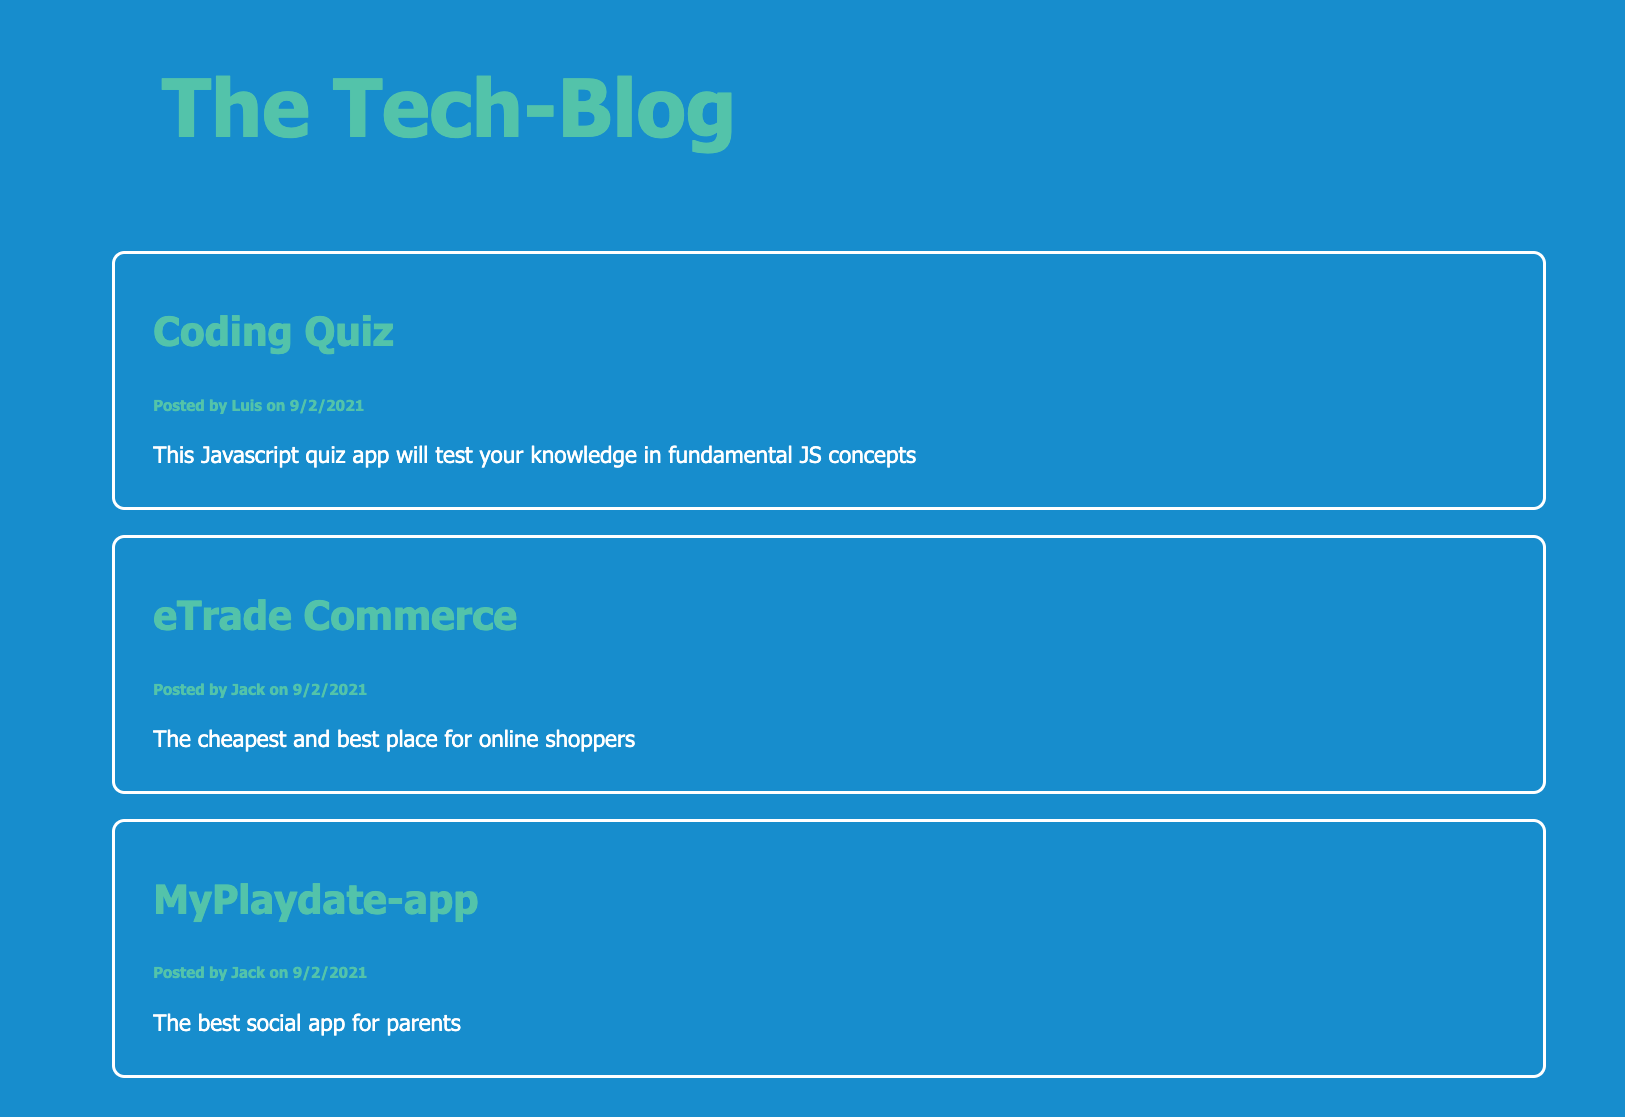 The Tech-Blog
Coding Quiz
Posted by Luis on 9/2/2021
This Javascript quiz app will test your knowledge in fundamental JS concepts
eTrade Commerce
Posted by Jack on 9/2/2021
The cheapest and best place for online shoppers
MyPlaydate-app
Posted by Jack on 9/2/2021
The best social app for parents